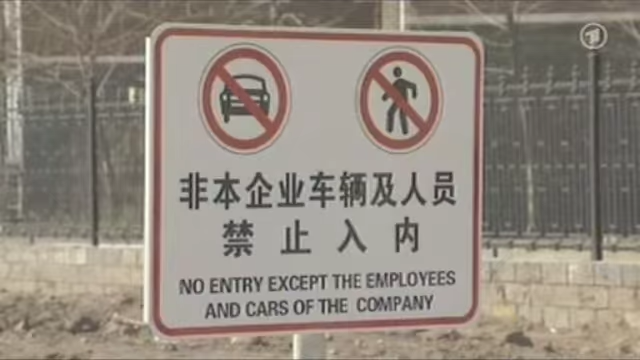 非本企业车辆及人员
禁止入内
NO ENTRY EXCEPT THE EMPLOYEES
AND CARS OF THE COMPANY